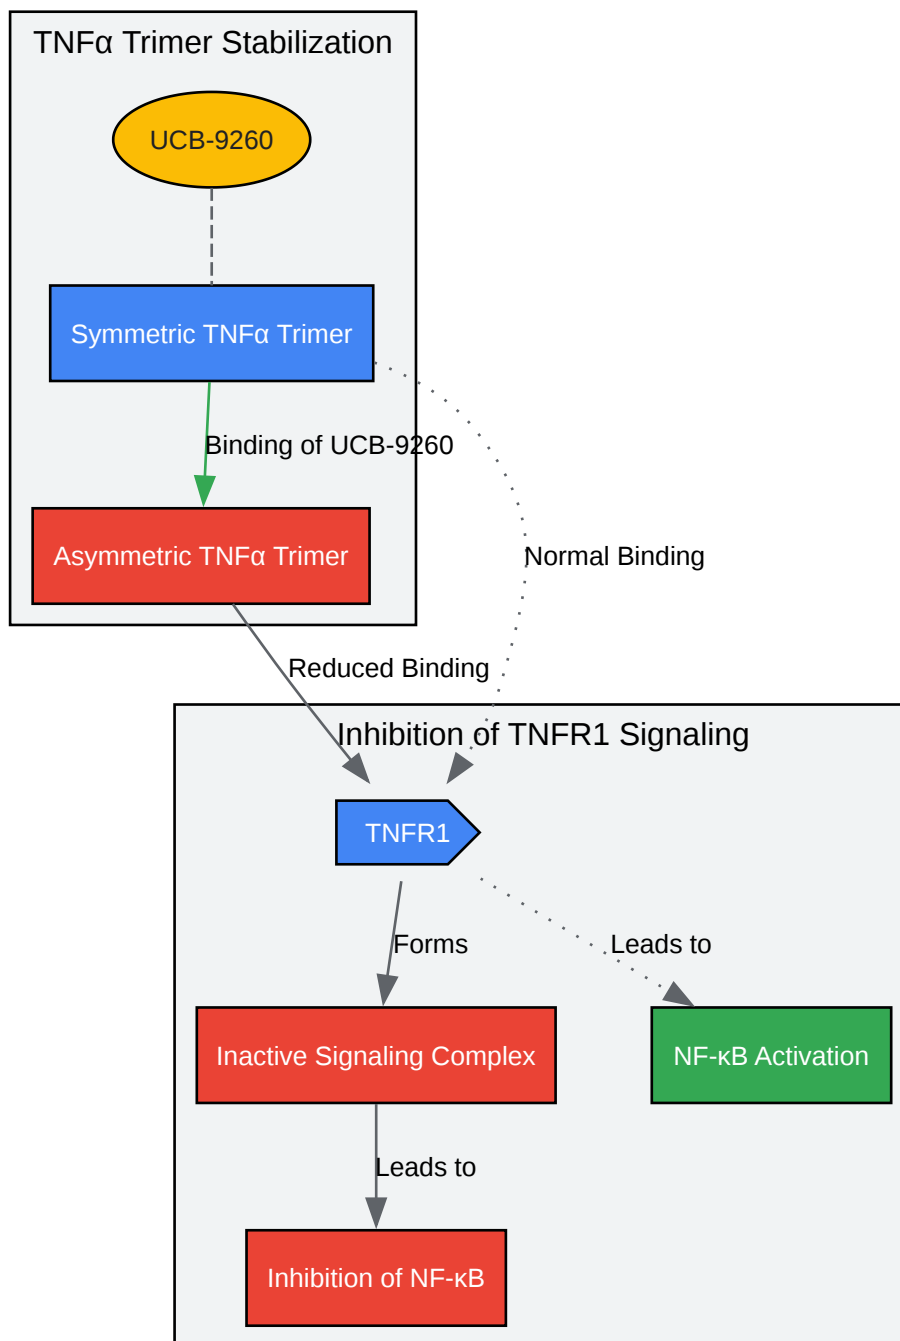 TNFα Trimer Stabilization
UCB-9260
Symmetric TNFα Trimer
Binding of UCB-9260
Asymmetric TNFα Trimer
Normal Binding
Reduced Binding
Inhibition of TNFR1 Signaling
TNFR1
Forms
Leads to
Inactive Signaling Complex
NF-κB Activation
Leads to
Inhibition of NF-κB